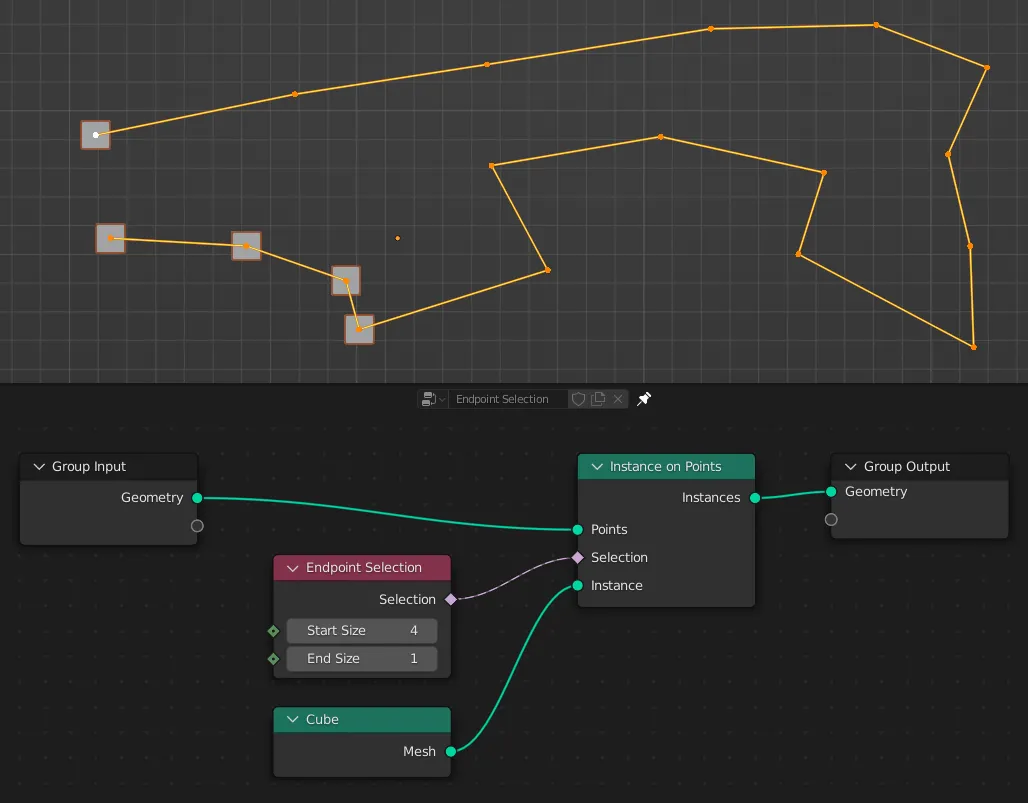 Endpoint Selection
Group Input
Geometry
Endpoint Selection
Selection
Start Size 4
End Size 1
Cube
Mesh
Instance on Points
Instances
Points
Selection
Instance
Group Output
Geometry